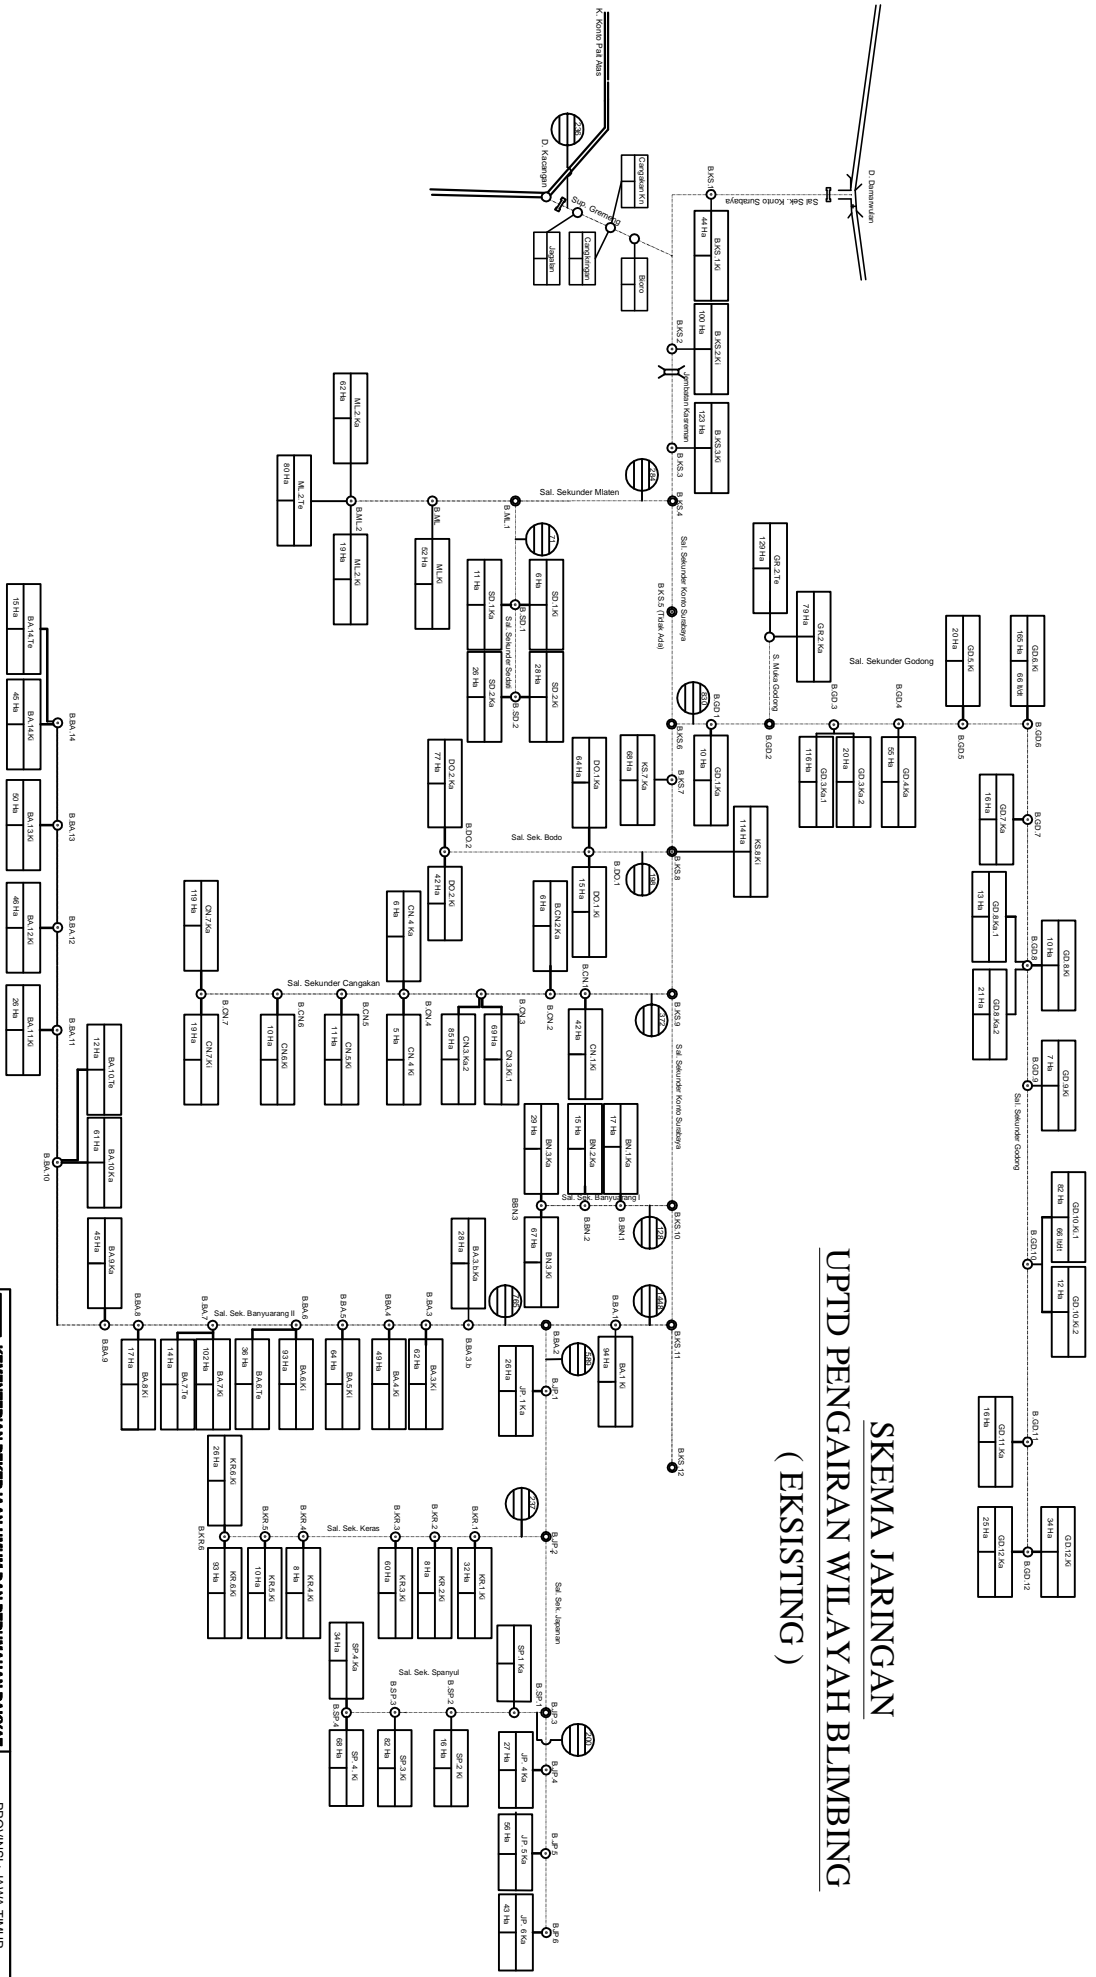 SKEMA JARINGAN
UPTD PENGAIRAN WILAYAH BLIMBING
( EKSISTING )
D. Damarwulan
Sal Sek. Konto Surabaya
K. Konto Pait Atas
236
D. Kacangan
Sup. Gremeng
Cangakan Kn
Cangkringan
Jagalan
Bloro
B.KS.1
B.KS.1.Ki
44 Ha
B.KS.2
B.KS.2.Ki
100 Ha
Jembatan Kasreman
B.KS.3
B.KS.3.Ki
123 Ha
B.KS.4
284
Sal. Sekunder Mlaten
B.ML.1
71
B.ML
ML.Ki
52 Ha
B.ML.2
ML.2.Ka
62 Ha
ML.2.Te
80 Ha
ML.2.Ki
19 Ha
B.SD.1
SD.1.Ki
6 Ha
SD.1.Ka
11 Ha
Sal. Sekunder Sedati
B.SD.2
SD.2.Ki
28 Ha
SD.2.Ka
26 Ha
Sal. Sekunder Konto Surabaya
B.KS.5 (Tidak Ada)
B.KS.6
830
B.GD.1
GD.1.Ka
10 Ha
B.GD.2
S. Muka Godong
GR.2.Te
129 Ha
GR.2.Ka
79 Ha
Sal. Sekunder Godong
B.GD.3
GD.3.Ka.1
116 Ha
GD.3.Ka.2
20 Ha
B.GD.4
GD.4.Ka
55 Ha
B.GD.5
GD.5.Ki
20 Ha
B.GD.6
GD.6.Ki
165 Ha
66 lt/dt
B.GD.7
GD.7.Ka
16 Ha
B.GD.8
GD.8.Ki
10 Ha
GD.8.Ka.1
13 Ha
GD.8.Ka.2
21 Ha
B.GD.9
GD.9.Ki
7 Ha
Sal. Sekunder Godong
B.GD.10
GD.10.Ki.1
82 Ha
66 lt/dt
GD.10.Ki.2
12 Ha
B.GD.11
GD.11.Ka
16 Ha
B.GD.12
GD.12.Ki
34 Ha
GD.12.Ka
25 Ha
B.KS.7
KS.7.Ka
68 Ha
B.KS.8
KS.8.Ki
114 Ha
198
Sal. Sek. Bodo
B.DO.1
DO.1.Ka
64 Ha
DO.1.Ki
15 Ha
B.DO.2
DO.2.Ka
77 Ha
DO.2.Ki
42 Ha
B.KS.9
372
Sal. Sekunder Cangakan
B.CN.1
CN.1.Ki
42 Ha
B.CN.2
B.CN.2.Ka
6 Ha
B.CN.3
CN.3.Ki.1
69 Ha
CN.3.Ka.2
85 Ha
B.CN.4
CN.4 Ka
6 Ha
CN.4 Ki
5 Ha
B.CN.5
CN.5.Ki
11 Ha
B.CN.6
CN.6.Ki
10 Ha
B.CN.7
CN.7.Ka
119 Ha
CN.7.Ki
19 Ha
Sal. Sekunder Konto Surabaya
B.KS.10
128
Sal. Sek. Banyuarang I
B.BN.1
BN.1.Ka
17 Ha
B.BN.2
BN.2.Ka
15 Ha
BBN.3
BN.3.Ka
29 Ha
BN.3.Ki
67 Ha
B.KS.11
1448
B.KS.12
B.BA.1
BA.1 Ki
94 Ha
B.BA.2
589
765
Sal. Sek. Banyuarang II
B.BA.3.b
BA.3.b.Ka
28 Ha
B.BA.3
BA.3.Ki
62 Ha
BBA.4
BA.4.Ki
49 Ha
B.BA.5
BA.5.Ki
64 Ha
B.BA.6
BA.6.Ki
93 Ha
BA.6.Te
36 Ha
B.BA.7
BA.7.Ki
102 Ha
BA.7.Te
14 Ha
B.BA.8
BA.8.Ki
17 Ha
B.BA.9
BA.9.Ka
45 Ha
B.BA.10
BA.10.Te
12 Ha
BA.10.Ka
61 Ha
B.BA.11
BA.11.Ki
26 Ha
B.BA.12
BA.12.Ki
46 Ha
B.BA.13
BA.13.Ki
50 Ha
B.BA.14
BA.14.Te
15 Ha
BA.14.Ki
45 Ha
B.JP.1
JP. 1 Ka
26 Ha
B.JP.2
237
Sal. Sek. Keras
B.KR.1
KR.1.Ki
32 Ha
B.KR.2
KR.2.Ki
8 Ha
B.KR.3
KR.3.Ki
60 Ha
B.KR.4
KR.4.Ki
8 Ha
B.KR.5
KR.5.Ki
10 Ha
B.KR.6
KR.6.Ki
26 Ha
KR.6.Ki
93 Ha
Sal. Sek. Japanan
B.JP.3
200
B.SP.1
SP.1 Ka
Sal. Sek. Spanyul
B.SP.2
SP.2 Ki
16 Ha
B.SP.3
SP.3.Ki
82 Ha
B.SP.4
SP.4.Ka
34 Ha
SP. 4. Ki
68 Ha
B.JP.4
JP. 4 Ka
27 Ha
B.JP.5
JP. 5 Ka
56 Ha
B.JP.6
JP. 6 Ka
43 Ha